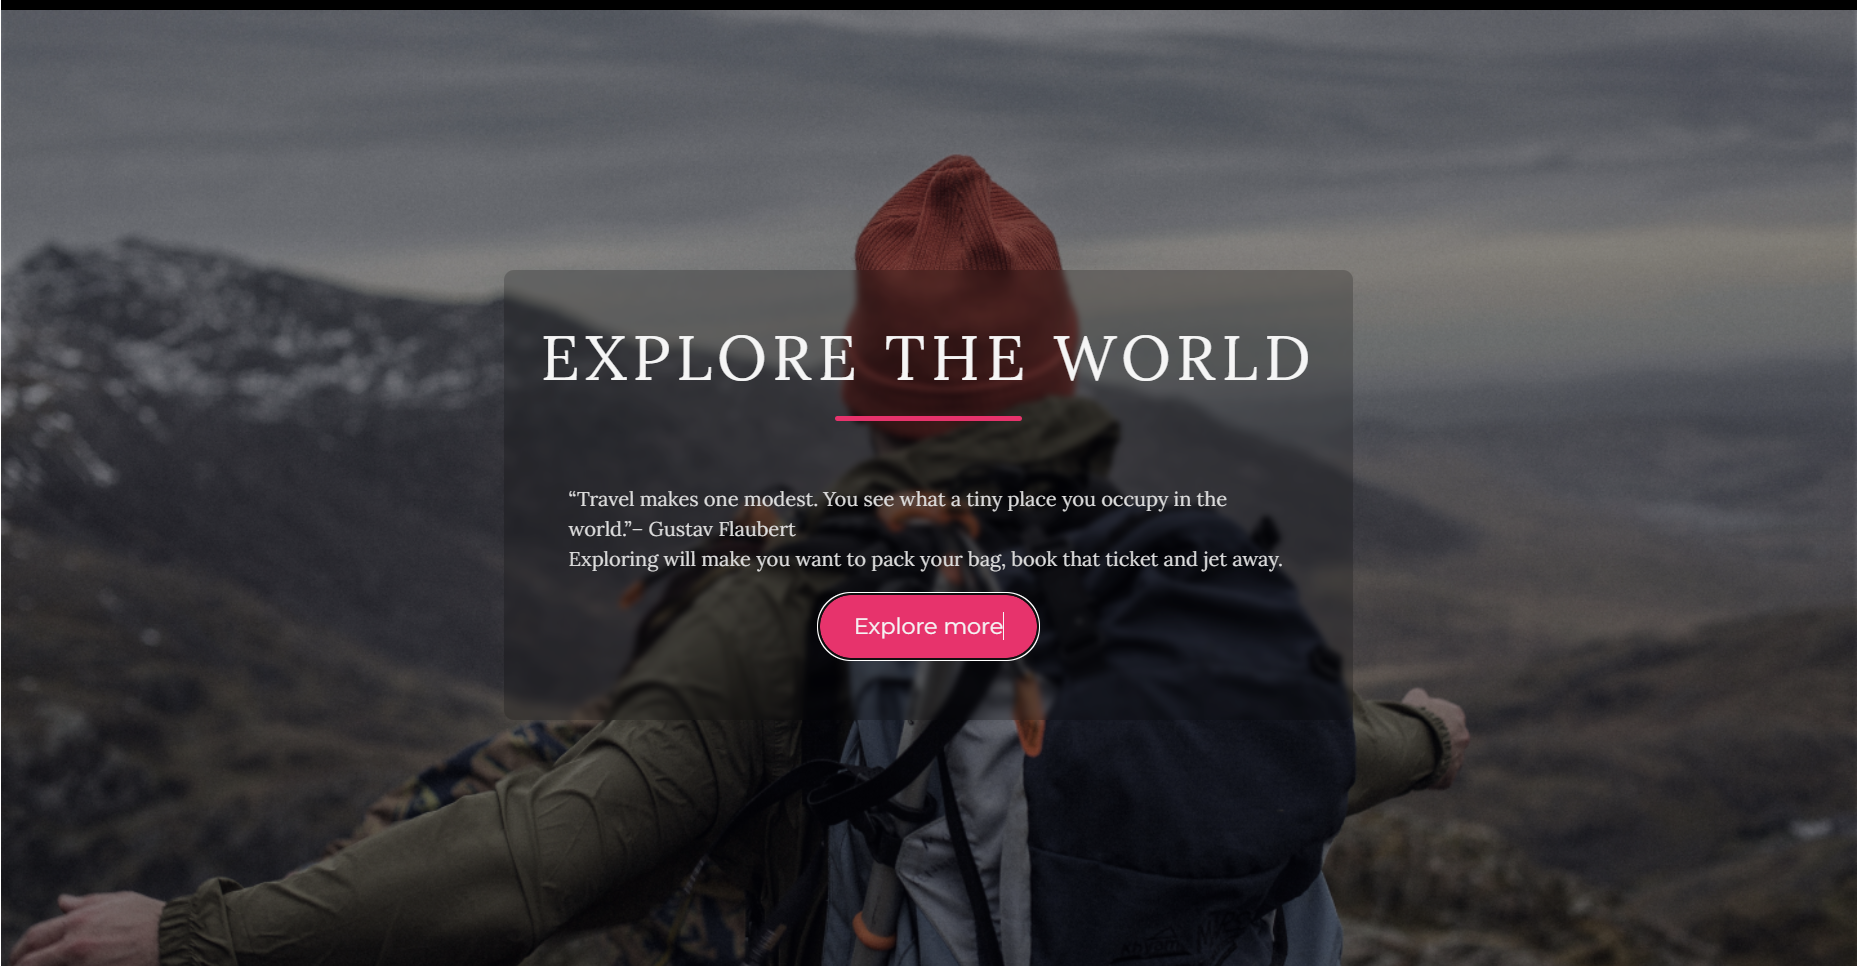 EXPLORE THE WORLD
“Travel makes one modest. You see what a tiny place you occupy in the
world.”– Gustav Flaubert
Exploring will make you want to pack your bag, book that ticket and jet away.
Explore more